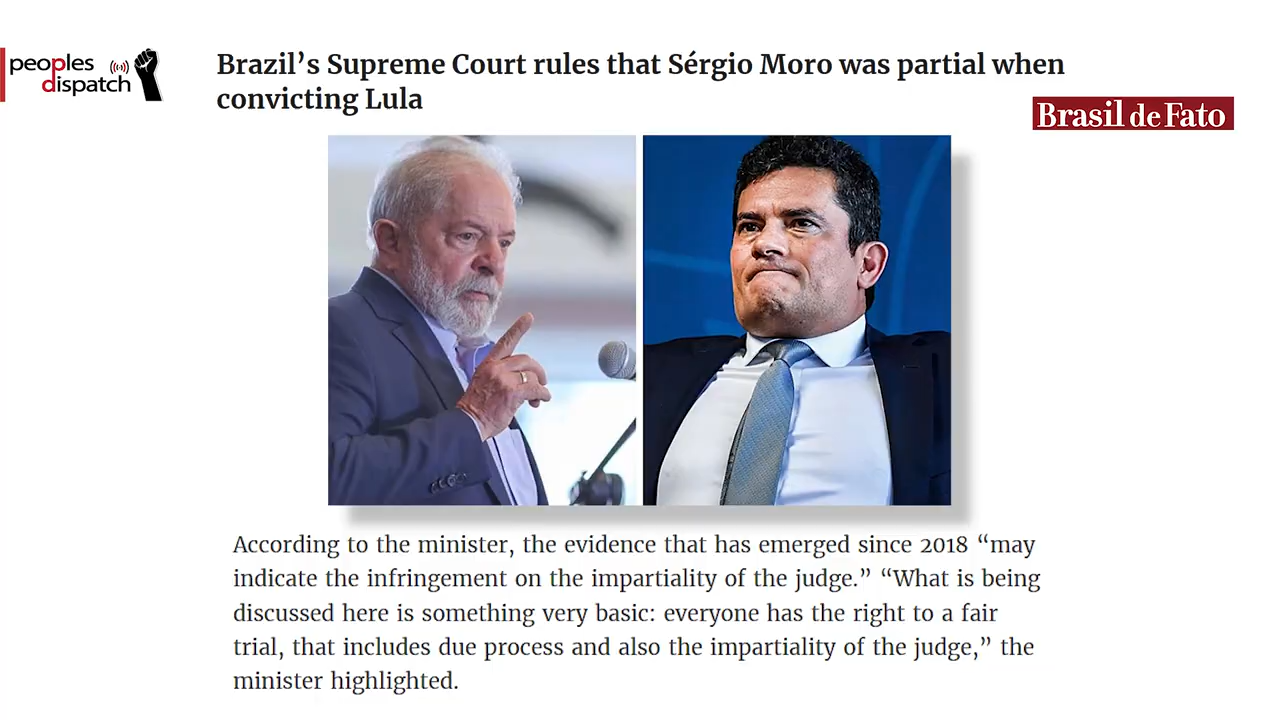 peoples
dispatch
Brazil’s Supreme Court rules that Sérgio Moro was partial when
convicting Lula
Brasil de Fato
According to the minister, the evidence that has emerged since 2018 “may
indicate the infringement on the impartiality of the judge.” “What is being
discussed here is something very basic: everyone has the right to a fair
trial, that includes due process and also the impartiality of the judge,” the
minister highlighted.